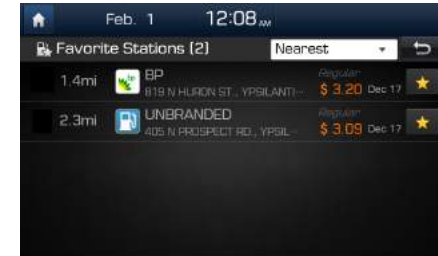 Feb. 1 12:08 AM
Favorite Stations (2) Nearest
1.4mi BP Regular
819 N HURON ST., YPSILANTI··· $ 3.20 Dec 17
2.3mi UNBRANDED Regular
405 N PROSPECT RD., YPSIL··· $ 3.09 Dec 17